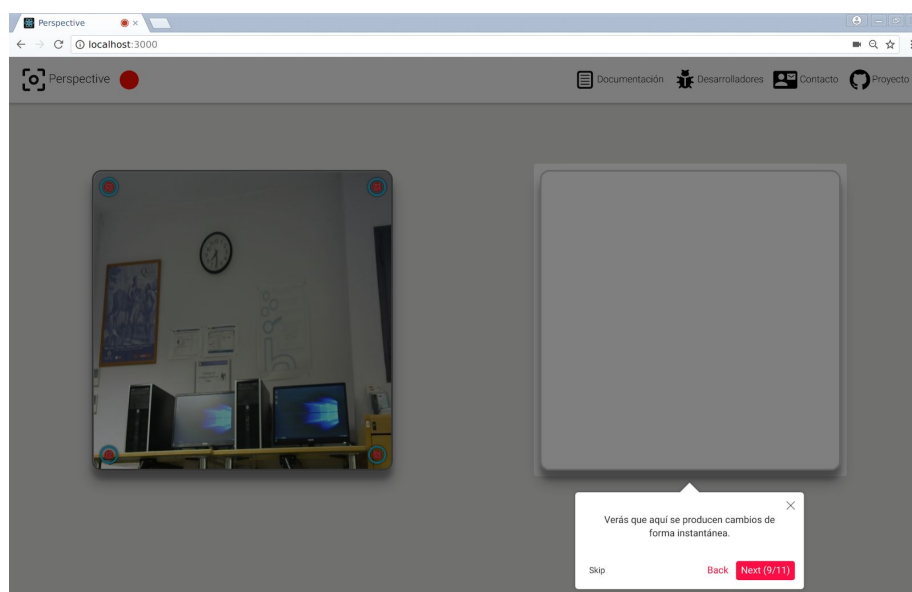 Perspective
localhost:3000
Perspective
Documentación
Desarrolladores
Contacto
Proyecto
Verás que aquí se producen cambios de
forma instantánea.
Skip
Back
Next (9/11)